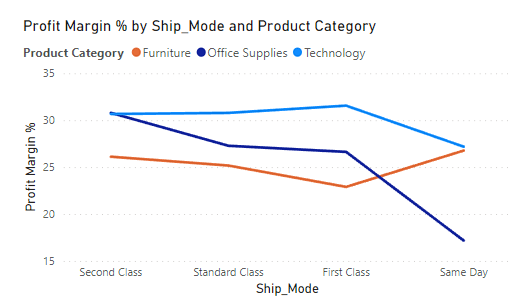 Profit Margin % by Ship_Mode and Product Category
Product Category Furniture Office Supplies Technology
35
30
25
20
15
Profit Margin %
Second Class Standard Class First Class Same Day
Ship_Mode